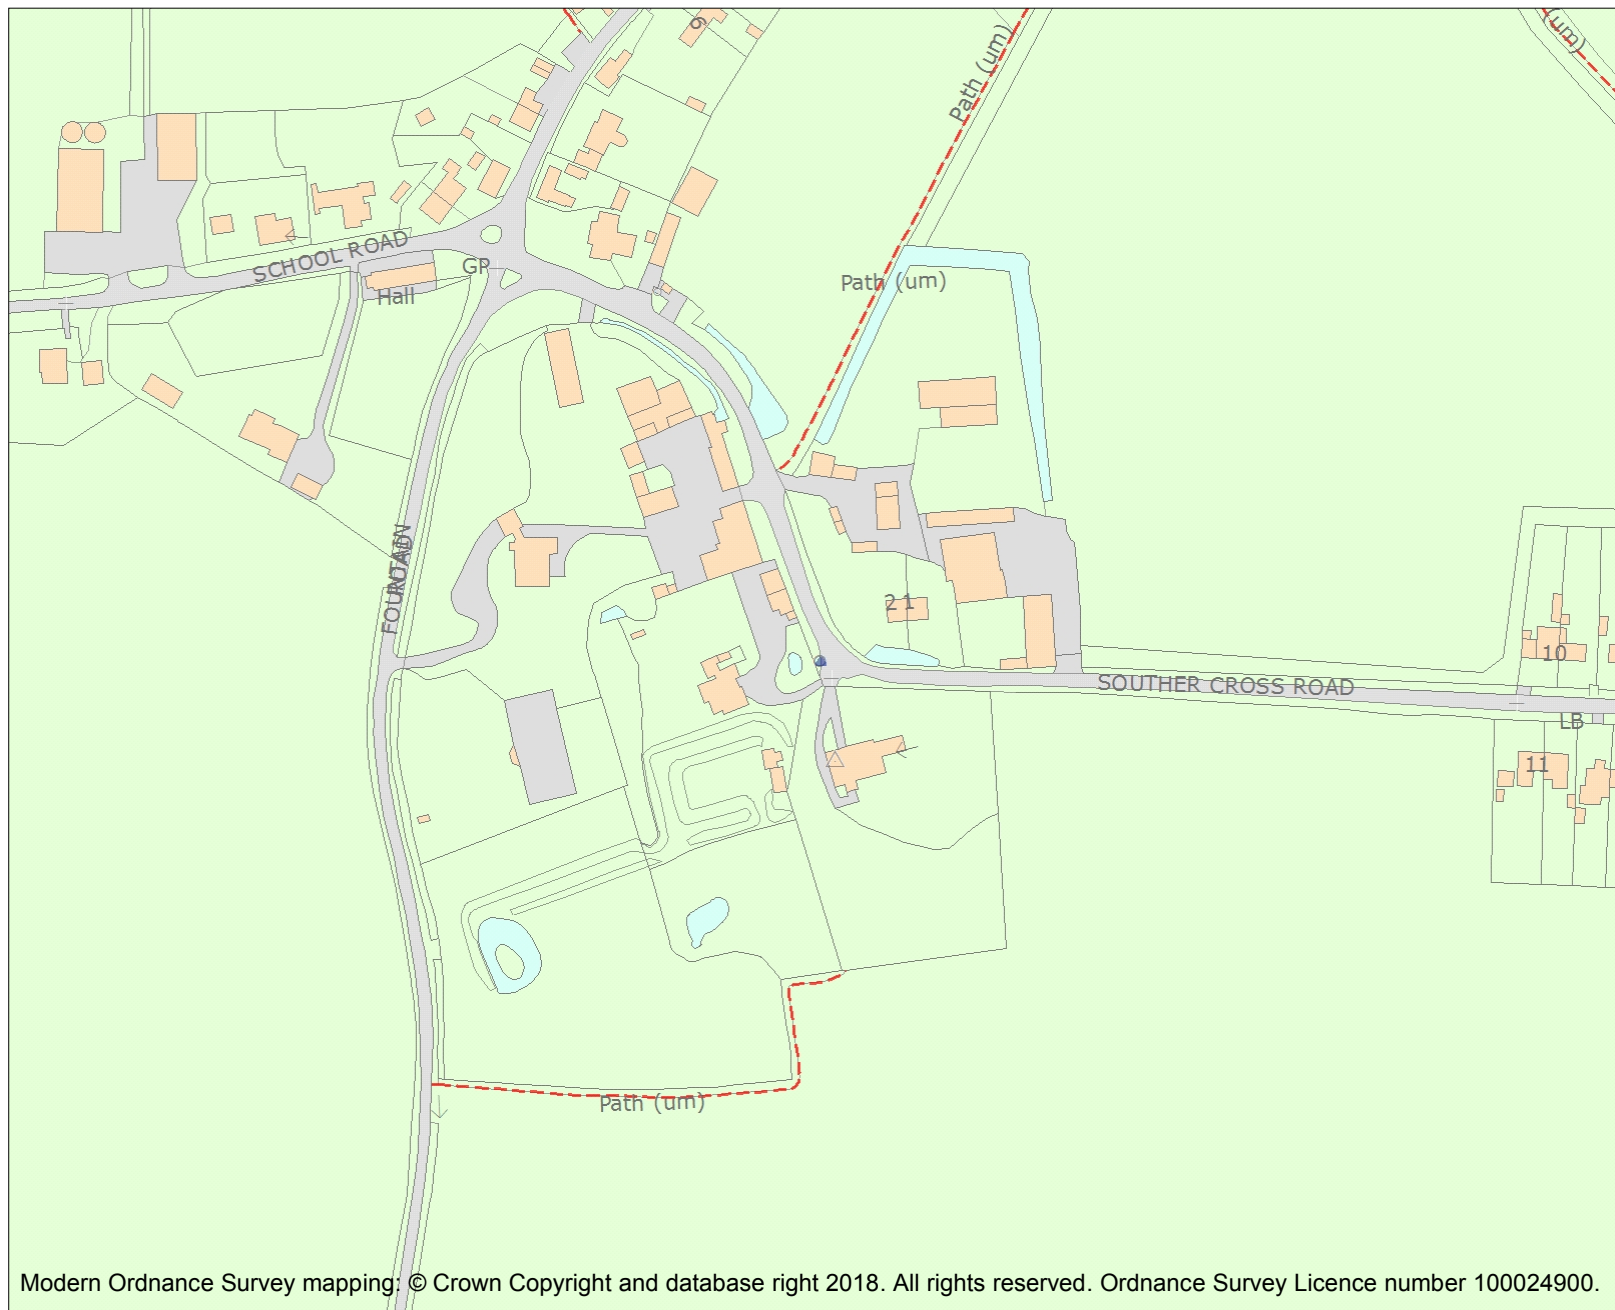 6
Path (um)
(um)
SCHOOL ROAD
GP
Hall
Path (um)
FOUNTAIN
ROAD
2 1
10
SOUTHER CROSS ROAD
LB
11
Path (um)
Modern Ordnance Survey mapping: © Crown Copyright and database right 2018. All rights reserved. Ordnance Survey Licence number 100024900.